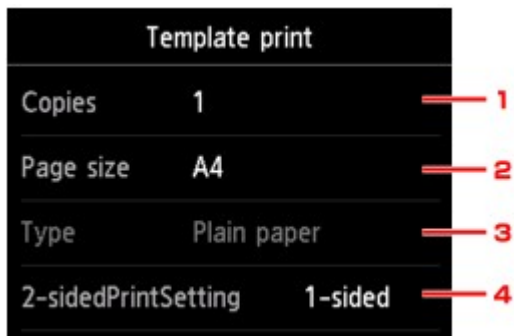 Template print
Copies 1 1
Page size A4 2
Type Plain paper 3
2-sidedPrintSetting 1-sided 4